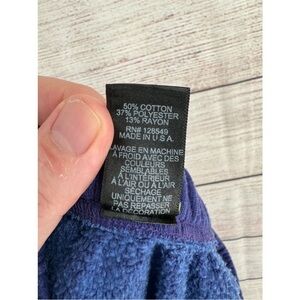 50% COTTON
37% POLYESTER
13% RAYON
RN# 128549
MADE IN U.S.A.
LAVAGE EN MACHINE
À FROID AVEC DES
COULEURS
SEMBLABLES
À L'INTÉRIEUR
À L'AIR OU À L'AIR
SÉCHAGE
UNIQUEMENT NE
PAS REPASSER
LA DÉCORATION